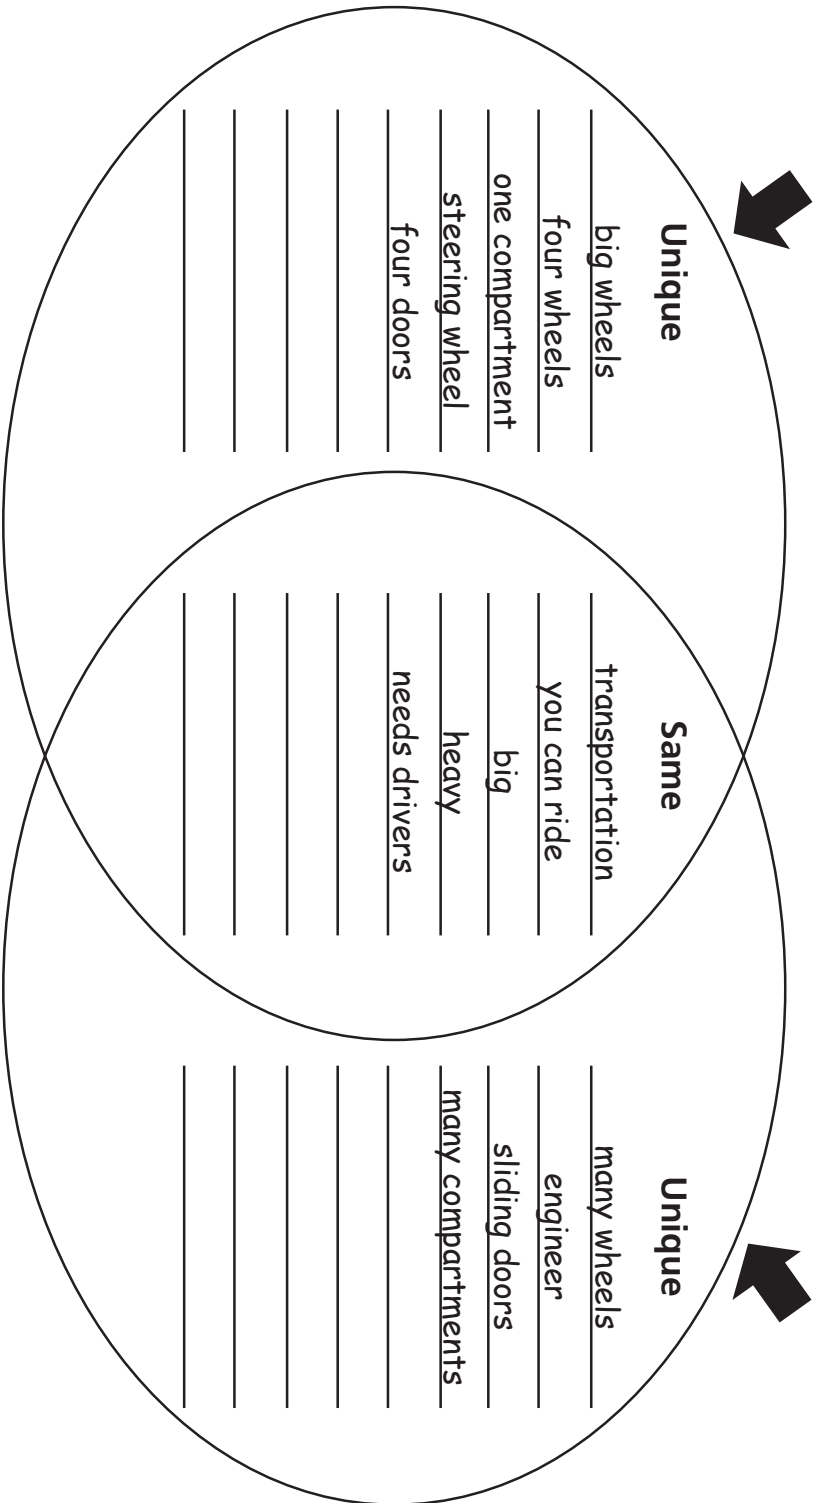 Unique
big wheels
four wheels
one compartment
steering wheel
four doors
Same
transportation
you can ride
big
heavy
needs drivers
Unique
many wheels
engineer
sliding doors
many compartments